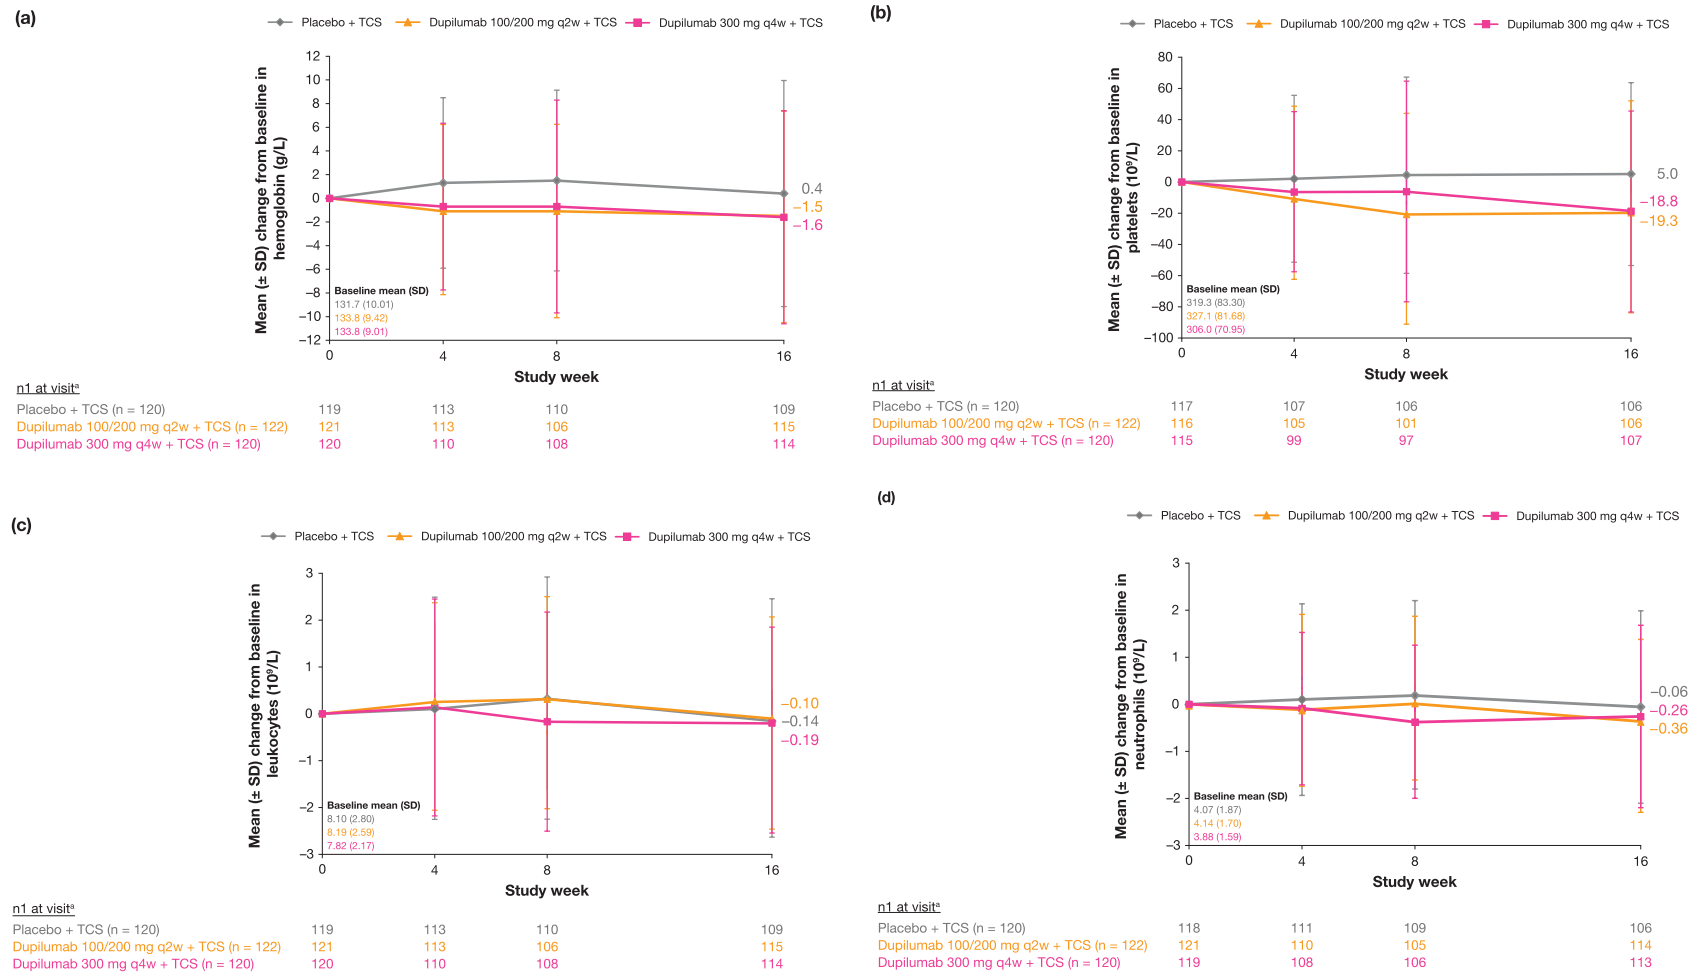 (a)
Placebo + TCS Dupilumab 100/200 mg q2w + TCS Dupilumab 300 mg q4w + TCS
Mean (± SD) change from baseline in
hemoglobin (g/L)
12
10
8
6
4
2
0
−2
−4
−6
−8
−10
−12
0.4
−1.5
−1.6
Baseline mean (SD)
131.7 (10.01)
133.8 (9.42)
133.8 (9.01)
0 4 8 16
Study week
n1 at visitᵃ
Placebo + TCS (n = 120) 119 113 110 109
Dupilumab 100/200 mg q2w + TCS (n = 122) 121 113 106 115
Dupilumab 300 mg q4w + TCS (n = 120) 120 110 108 114
(b)
Placebo + TCS Dupilumab 100/200 mg q2w + TCS Dupilumab 300 mg q4w + TCS
Mean (± SD) change from baseline in
platelets (10⁹/L)
80
60
40
20
0
−20
−40
−60
−80
−100
5.0
−18.8
−19.3
Baseline mean (SD)
319.3 (83.30)
327.1 (81.68)
306.0 (70.95)
0 4 8 16
Study week
n1 at visitᵃ
Placebo + TCS (n = 120) 117 107 106 106
Dupilumab 100/200 mg q2w + TCS (n = 122) 116 105 101 106
Dupilumab 300 mg q4w + TCS (n = 120) 115 99 97 107
(c)
Placebo + TCS Dupilumab 100/200 mg q2w + TCS Dupilumab 300 mg q4w + TCS
Mean (± SD) change from baseline in
leukocytes (10⁹/L)
3
2
1
0
−1
−2
−3
−0.10
−0.14
−0.19
Baseline mean (SD)
8.10 (2.80)
8.19 (2.59)
7.82 (2.17)
0 4 8 16
Study week
n1 at visitᵃ
Placebo + TCS (n = 120) 119 113 110 109
Dupilumab 100/200 mg q2w + TCS (n = 122) 121 113 106 115
Dupilumab 300 mg q4w + TCS (n = 120) 120 110 108 114
(d)
Placebo + TCS Dupilumab 100/200 mg q2w + TCS Dupilumab 300 mg q4w + TCS
Mean (± SD) change from baseline in
neutrophils (10⁹/L)
3
2
1
0
−1
−2
−3
−0.06
−0.26
−0.36
Baseline mean (SD)
4.07 (1.87)
4.14 (1.70)
3.88 (1.59)
0 4 8 16
Study week
n1 at visitᵃ
Placebo + TCS (n = 120) 118 111 109 106
Dupilumab 100/200 mg q2w + TCS (n = 122) 121 110 105 114
Dupilumab 300 mg q4w + TCS (n = 120) 119 108 106 113